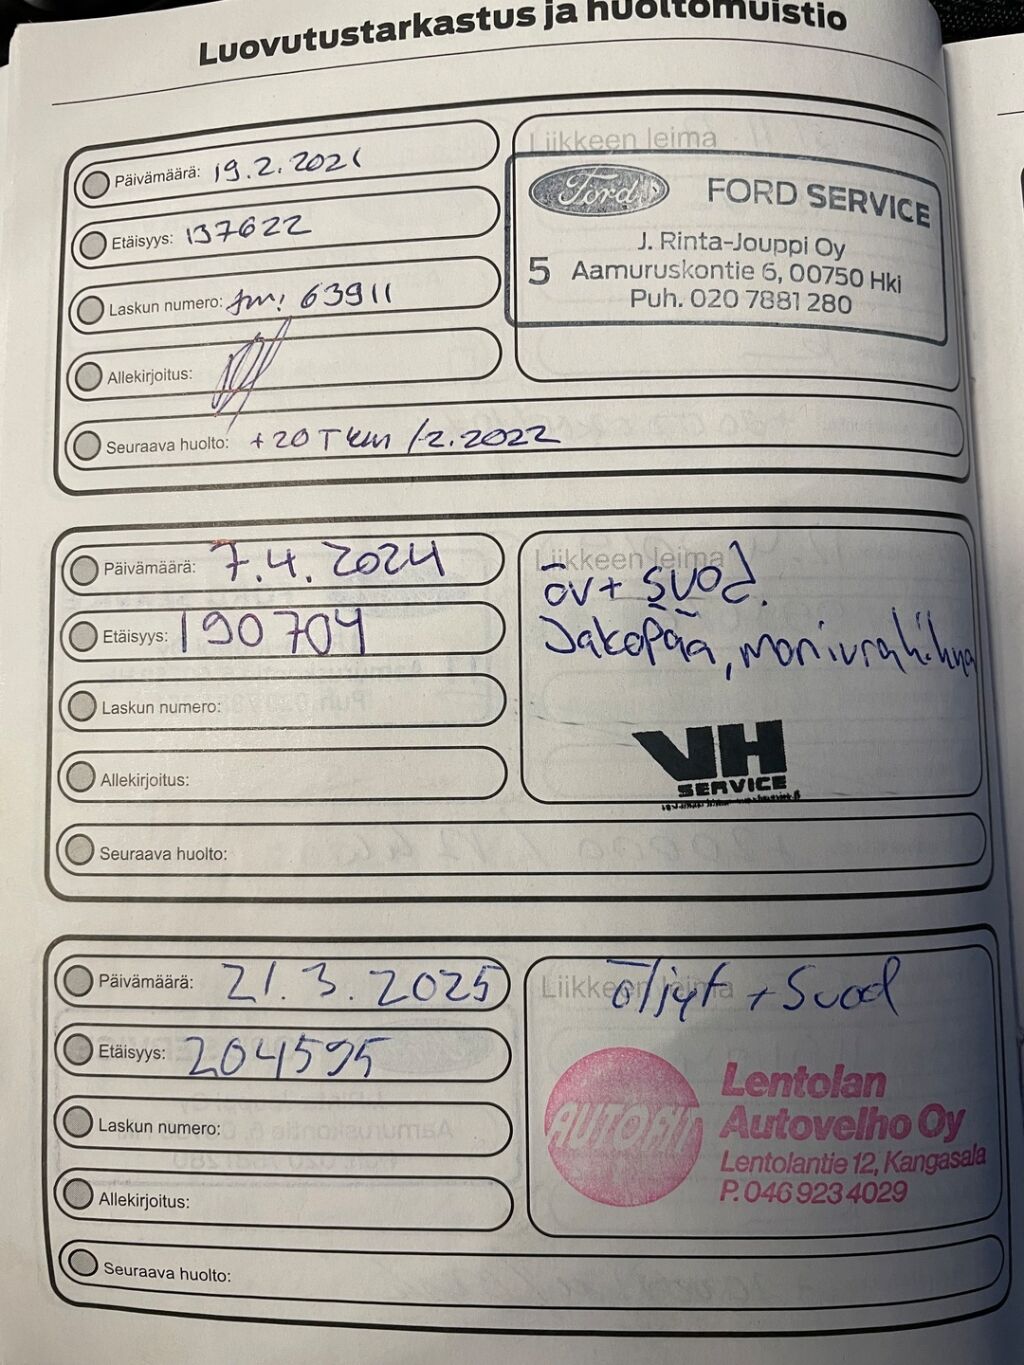 Luovutustarkastus ja huoltomuistio
Päivämäärä: 19.2.2021
Etäisyys: 137622
Laskun numero: 63911
Allekirjoitus:
Seuraava huolto: +20 Tkm /2.2022
Liikkeen leima
Ford
FORD SERVICE
J. Rinta-Jouppi Oy
5 Aamuruskontie 6, 00750 Hki
Puh. 020 7881 280
Päivämäärä: 7.4.2024
Etäisyys: 190704
Laskun numero:
Allekirjoitus:
Seuraava huolto:
Liikkeen leima
öv+ suod.
Jakopää, moniurahihna
VH
SERVICE
Päivämäärä: 21.3.2025
Etäisyys: 204595
Laskun numero:
Allekirjoitus:
Seuraava huolto:
Liikkeen leima
öljyt + Suod
AUTOFIT
Lentolan
Autovelho Oy
Lentolantie 12, Kangasala
P. 046 923 4029